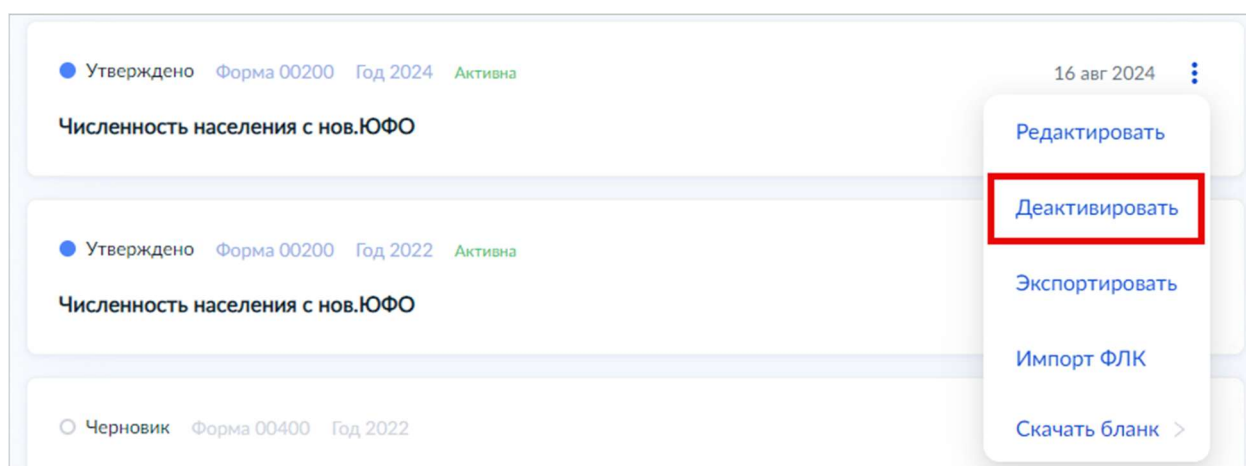 Утверждено Форма 00200 Год 2024 Активна 16 авг 2024
Численность населения с нов.ЮФО
Редактировать
Деактивировать
Утверждено Форма 00200 Год 2022 Активна
Экспортировать
Численность населения с нов.ЮФО
Импорт ФЛК
Черновик Форма 00400 Год 2022
Скачать бланк